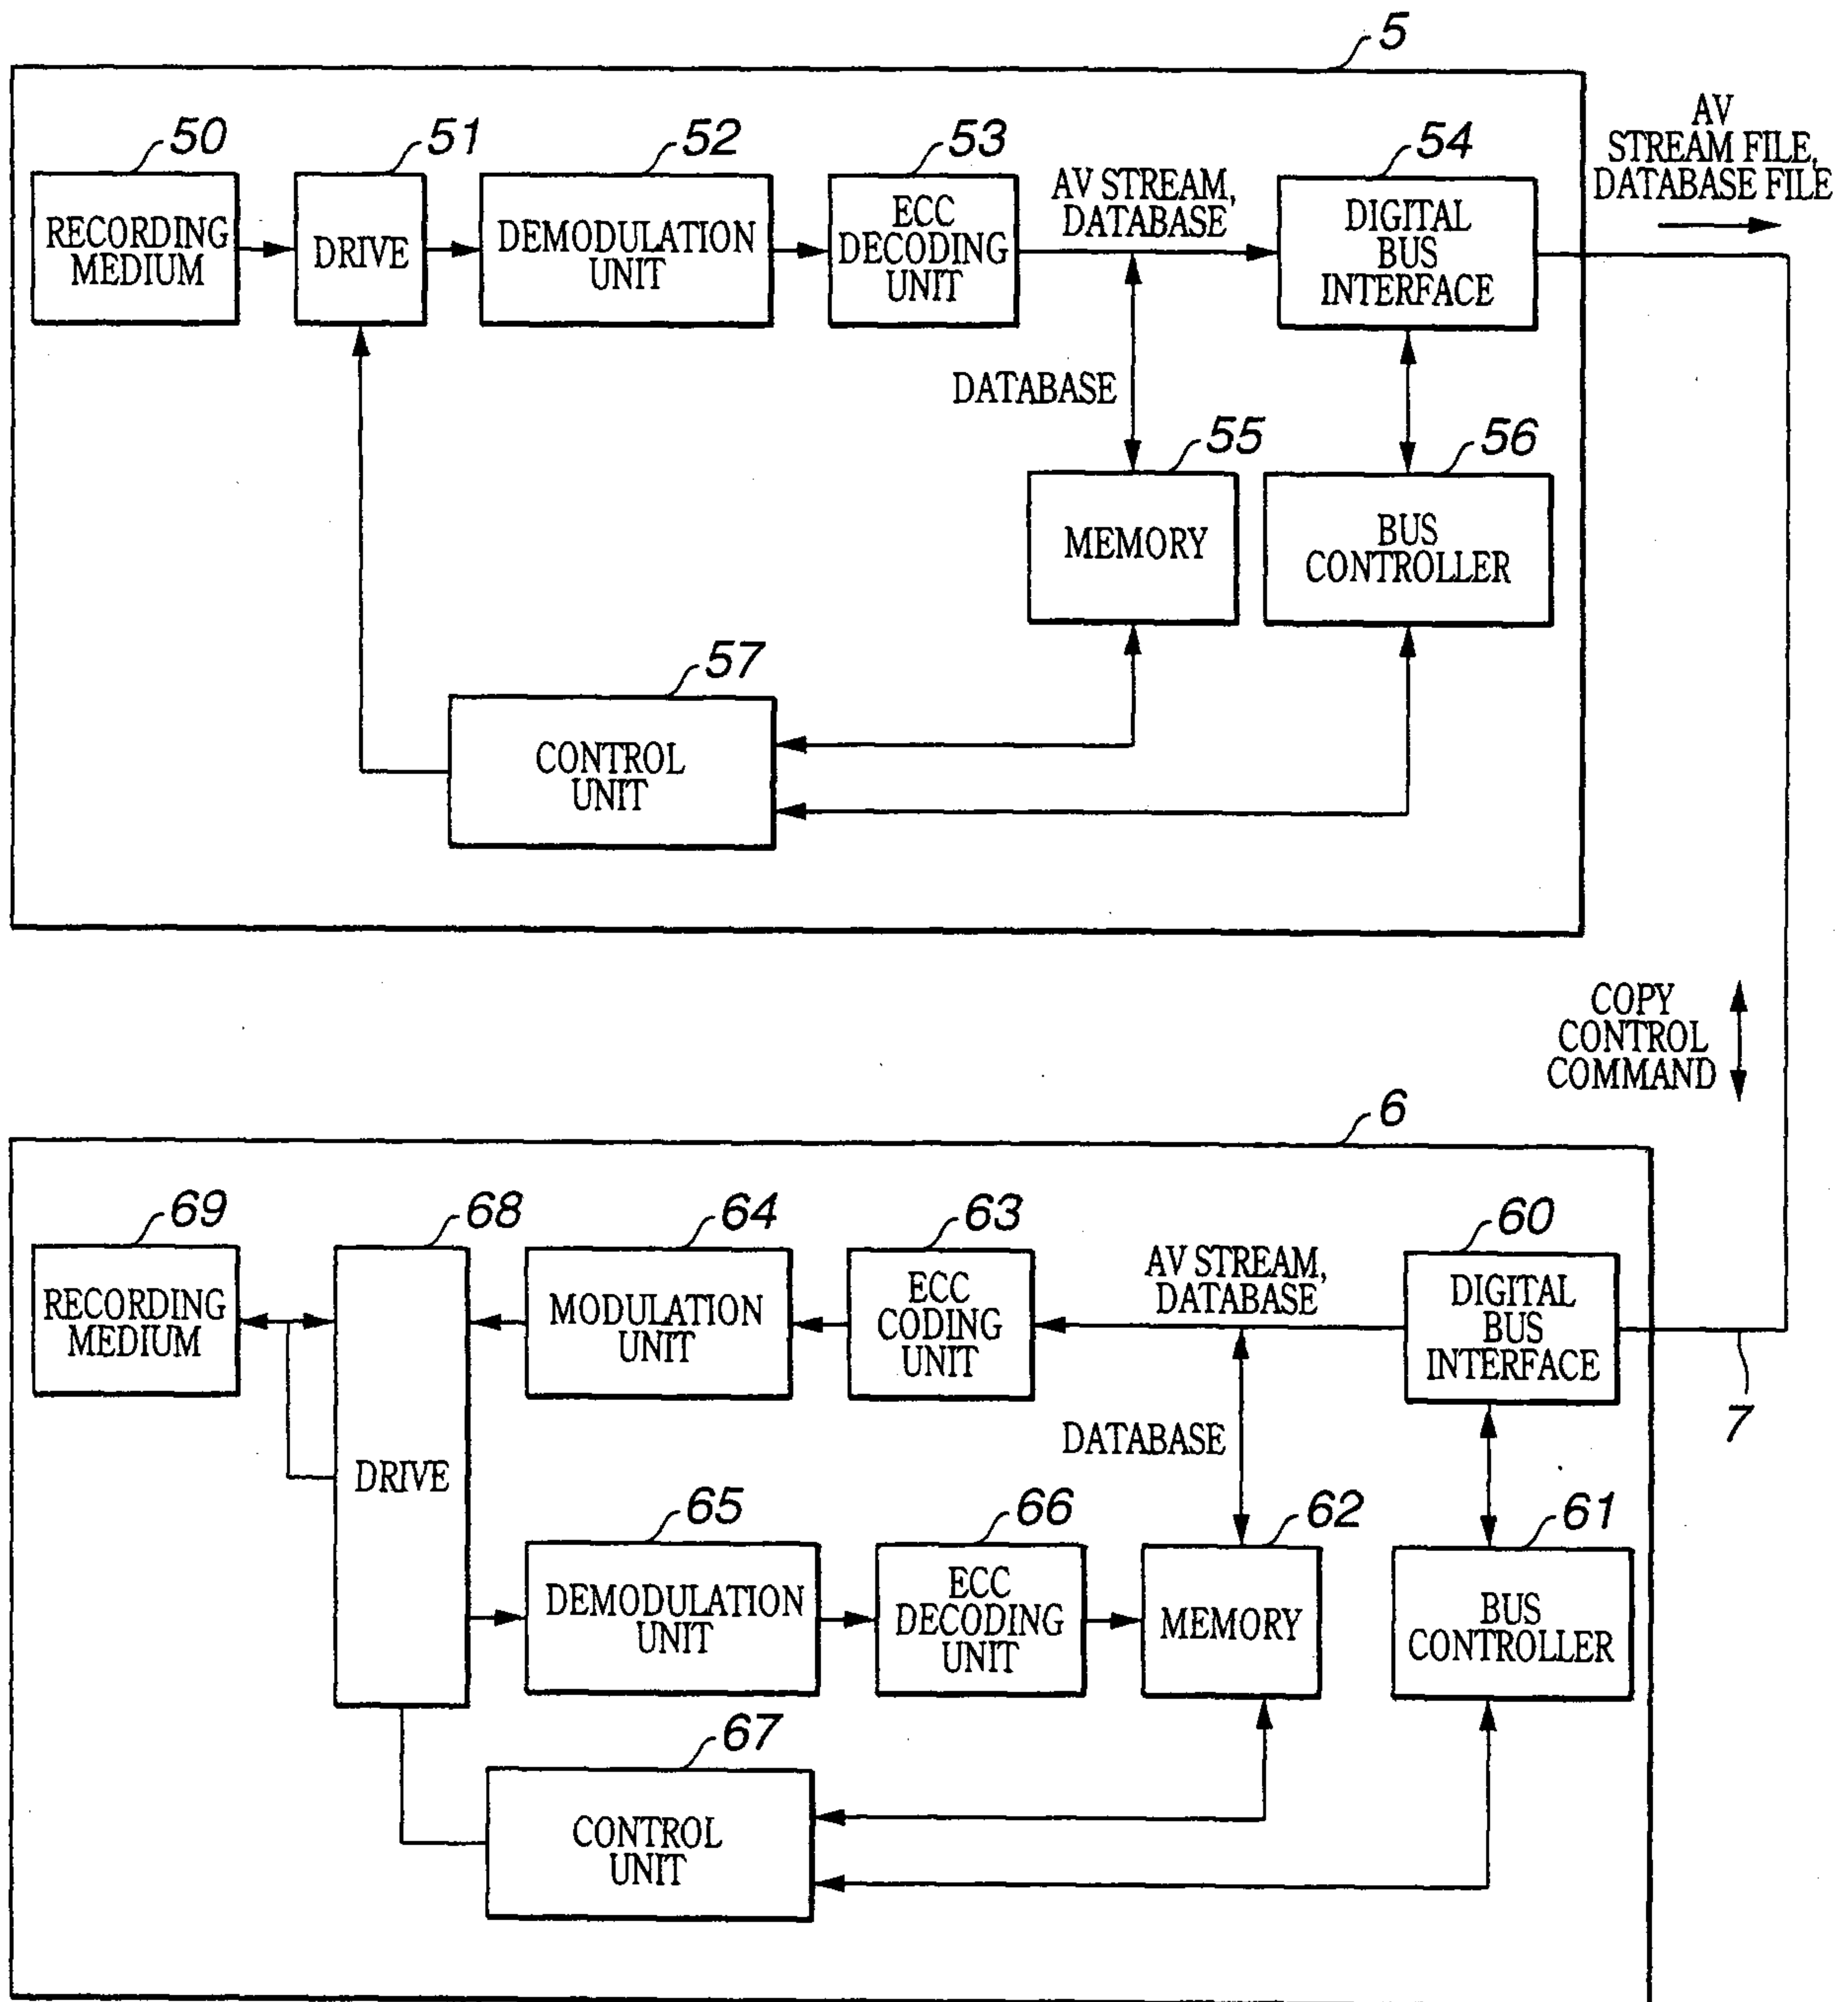 5
50
51
52
53
54
AV
STREAM FILE,
DATABASE FILE
RECORDING
MEDIUM
DRIVE
DEMODULATION
UNIT
ECC
DECODING
UNIT
AV STREAM,
DATABASE
DIGITAL
BUS
INTERFACE
DATABASE
55
56
MEMORY
BUS
CONTROLLER
57
CONTROL
UNIT
COPY
CONTROL
COMMAND
6
69
68
64
63
60
RECORDING
MEDIUM
DRIVE
MODULATION
UNIT
ECC
CODING
UNIT
AV STREAM,
DATABASE
DIGITAL
BUS
INTERFACE
7
DATABASE
65
66
62
61
DEMODULATION
UNIT
ECC
DECODING
UNIT
MEMORY
BUS
CONTROLLER
67
CONTROL
UNIT